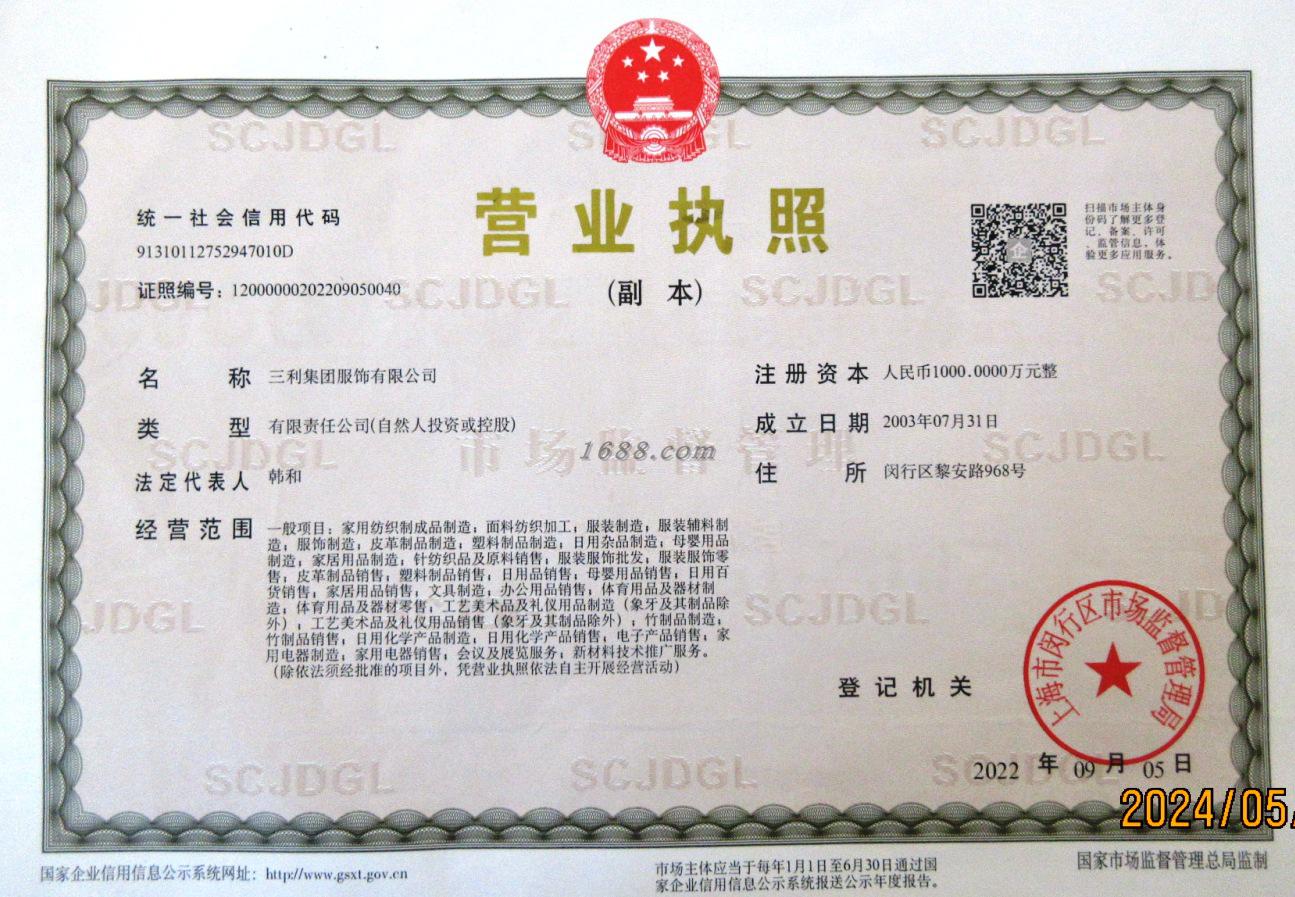 SCJDGL
SCJDGL
统一社会信用代码
91310112752947010D
证照编号：12000000202209050040
营业执照
（副 本）
扫描市场主体身
份码了解更多登
记、备案、许可
、监管信息，体
验更多应用服务。
企
SCJDGL
SCJDGL
名 称 三利集团服饰有限公司
注册资本 人民币1000.0000万元整
类 型 有限责任公司(自然人投资或控股)
成立日期 2003年07月31日
SCJDGL
市场监督管理
1688.com
SCJDGL
法定代表人 韩和
住 所 闵行区黎安路968号
经营范围 一般项目：家用纺织制成品制造；面料纺织加工；服装制造；服装辅料制
造；服饰制造；皮革制品制造；塑料制品制造；日用杂品制造；母婴用品
制造；家居用品制造；针纺织品及原料销售；服装服饰批发；服装服饰零
售；皮革制品销售；塑料制品销售；日用品销售；母婴用品销售；日用百
货销售；家居用品销售；文具制造；办公用品销售；体育用品及器材制
造；体育用品及器材零售；工艺美术品及礼仪用品制造（象牙及其制品除
外）；工艺美术品及礼仪用品销售（象牙及其制品除外）；竹制品制造；
竹制品销售；日用化学产品制造；日用化学产品销售；电子产品销售；家
用电器制造；家用电器销售；会议及展览服务；新材料技术推广服务。
（除依法须经批准的项目外，凭营业执照依法自主开展经营活动）
SCJDGL
登记机关
上海市闵行区市场监督管理局
SCJDGL
SCJDGL
2022 年 09 月 05 日
2024/05/
国家企业信用信息公示系统网址：http://www.gsxt.gov.cn
市场主体应当于每年1月1日至6月30日通过国
家企业信用信息公示系统报送公示年度报告。
国家市场监督管理总局监制